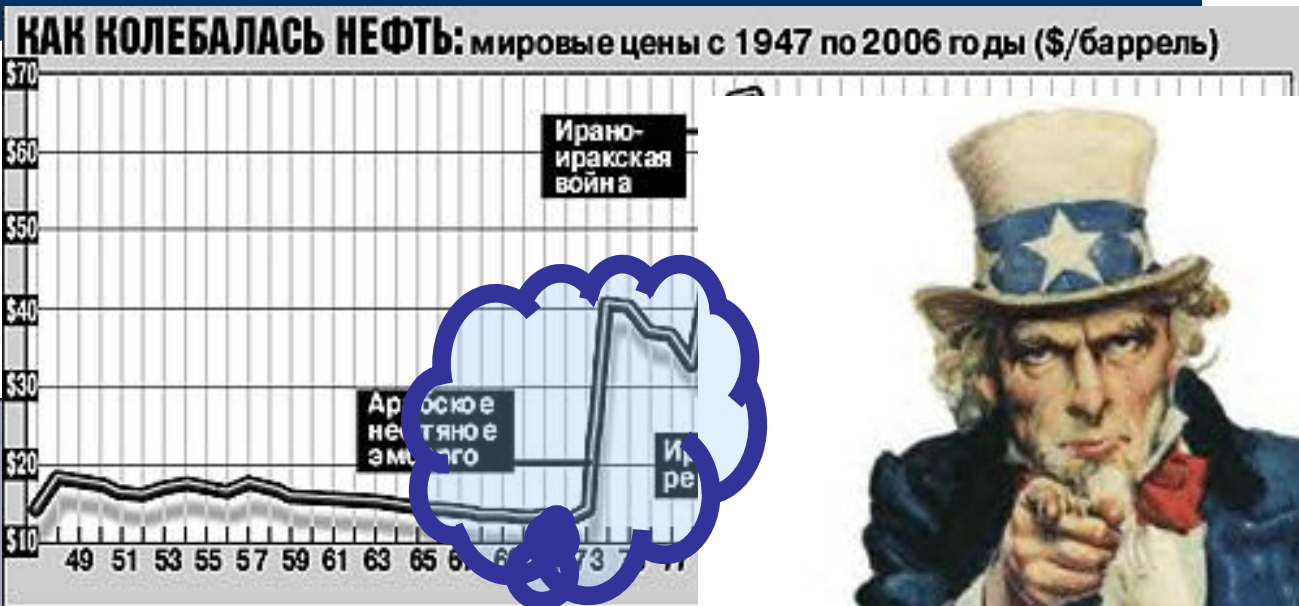 КАК КОЛЕБАЛАСЬ НЕФТЬ: мировые цены с 1947 по 2006 годы ($/баррель)
$70
$60
$50
$40
$30
$20
$10
Ирано-
иракская
война
нефтяное
49 51 53 55 57 59 61 63 65